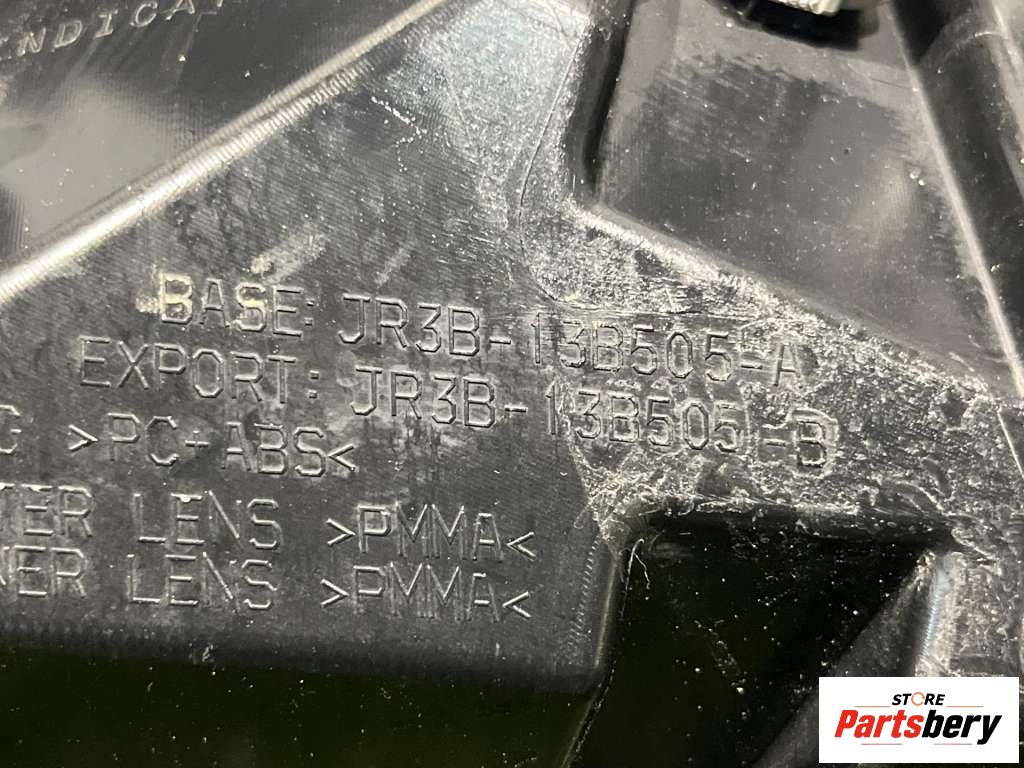 BASE: JR3B-13B505-A
EXPORT: JR3B-13B505-B
>PC+ABS<
LENS >PMMA<
LENS >PMMA<
STORE
Partsbery